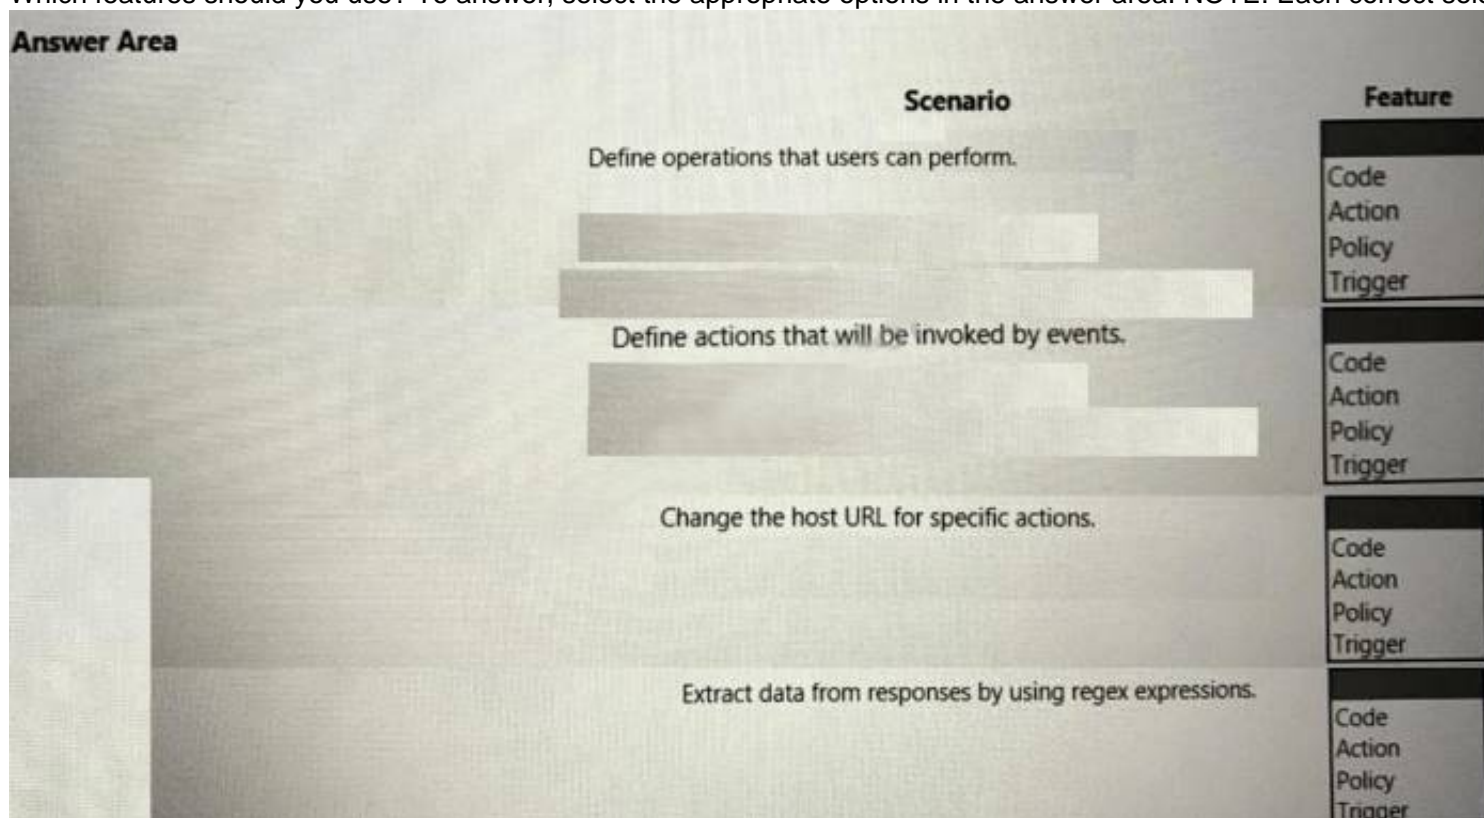 Answer Area
Scenario
Feature
Define operations that users can perform.
Code
Action
Policy
Trigger
Define actions that will be invoked by events.
Code
Action
Policy
Trigger
Change the host URL for specific actions.
Code
Action
Policy
Trigger
Extract data from responses by using regex expressions.
Code
Action
Policy
Trigger